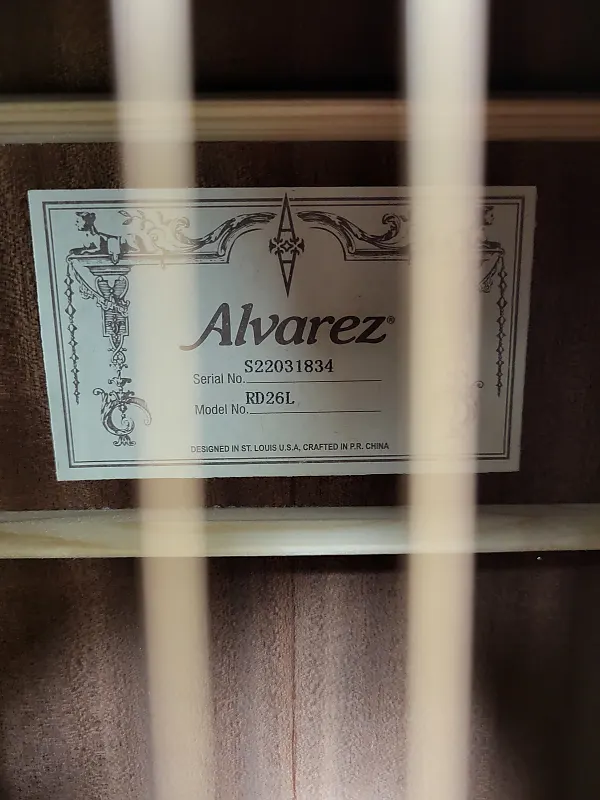 Alvarez®
Serial No. S22031834
Model No. RD26L
DESIGNED IN ST. LOUIS U.S.A, CRAFTED IN P.R. CHINA